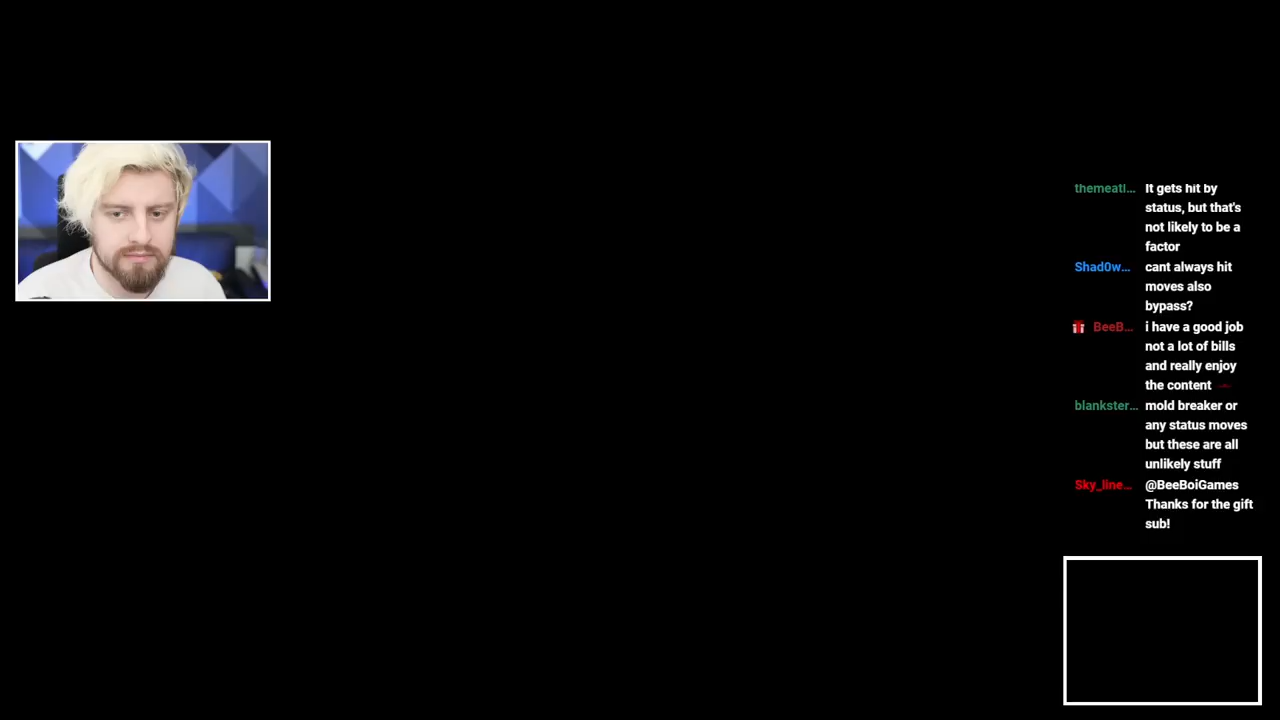 themeatl… It gets hit by
status, but that's
not likely to be a
factor
Shad0w… cant always hit
moves also
bypass?
BeeB… i have a good job
not a lot of bills
and really enjoy
the content
blankster… mold breaker or
any status moves
but these are all
unlikely stuff
Sky_line… @BeeBoiGames
Thanks for the gift
sub!